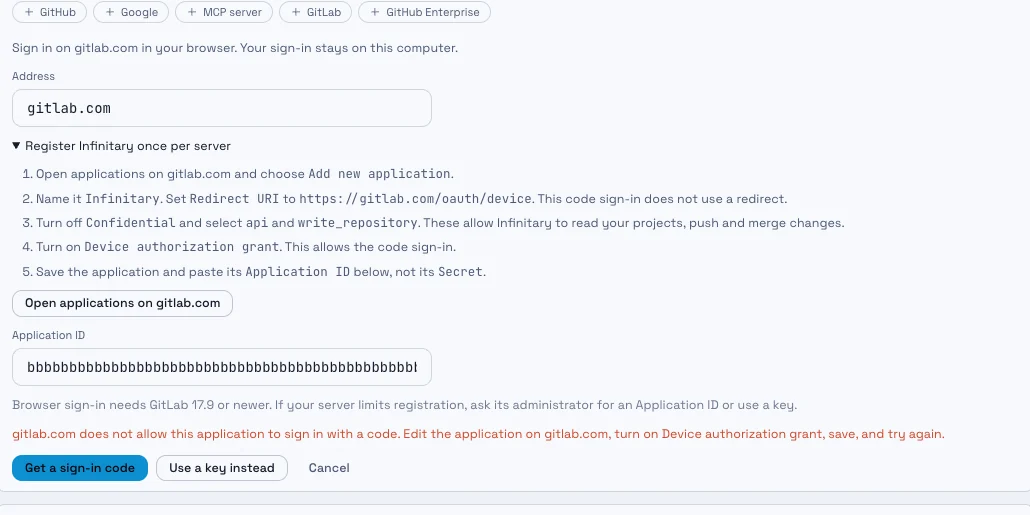 + GitHub + Google + MCP server + GitLab + GitHub Enterprise
Sign in on gitlab.com in your browser. Your sign-in stays on this computer.
Address
gitlab.com
▼ Register Infinitary once per server
1. Open applications on gitlab.com and choose Add new application.
2. Name it Infinitary. Set Redirect URI to https://gitlab.com/oauth/device. This code sign-in does not use a redirect.
3. Turn off Confidential and select api and write_repository. These allow Infinitary to read your projects, push and merge changes.
4. Turn on Device authorization grant. This allows the code sign-in.
5. Save the application and paste its Application ID below, not its Secret.
Open applications on gitlab.com
Application ID
bbbbbbbbbbbbbbbbbbbbbbbbbbbbbbbbbbbbbbbbbbbbbbb
Browser sign-in needs GitLab 17.9 or newer. If your server limits registration, ask its administrator for an Application ID or use a key.
gitlab.com does not allow this application to sign in with a code. Edit the application on gitlab.com, turn on Device authorization grant, save, and try again.
Get a sign-in code Use a key instead Cancel